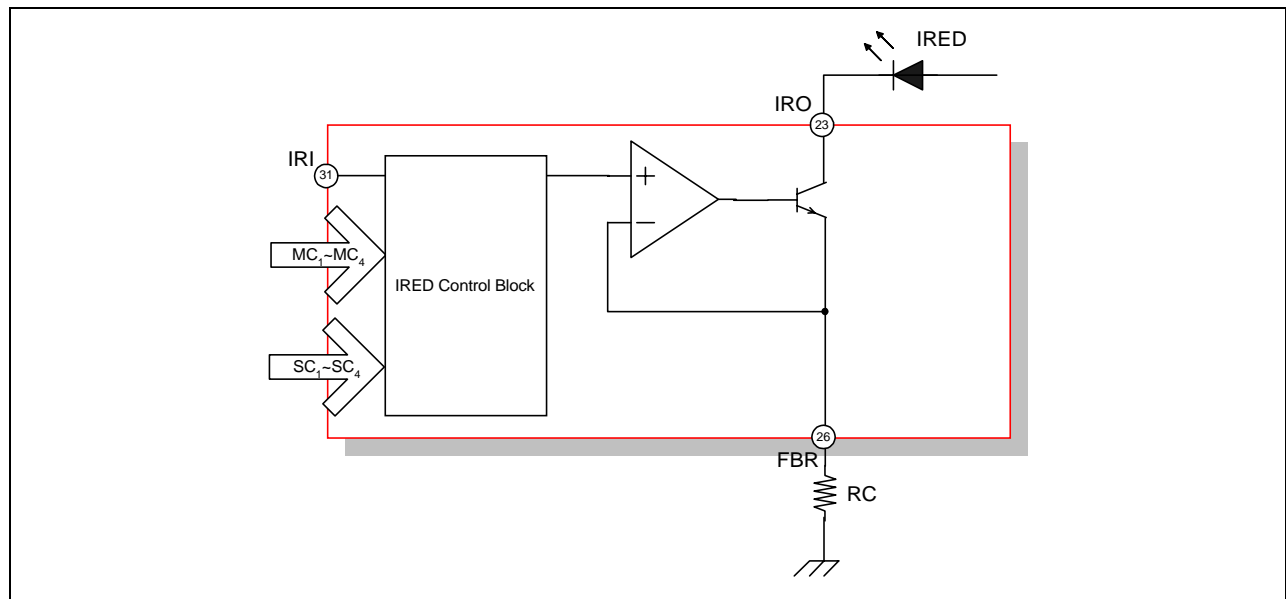 IRED
IRO
23
IRI
31
+
−
MC₁~MC₄
IRED Control Block
SC₁~SC₄
26
FBR
RC